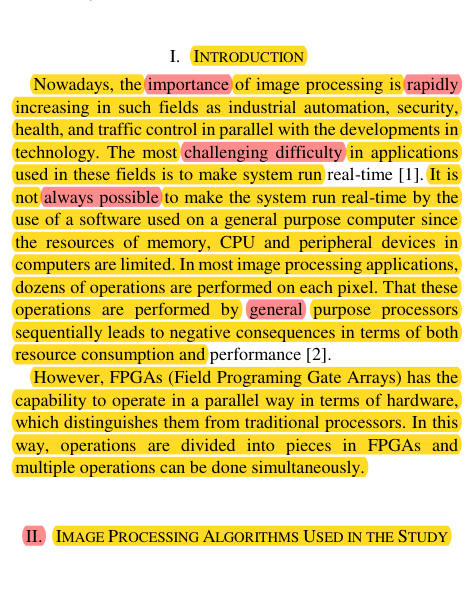 I. INTRODUCTION
Nowadays, the importance of image processing is rapidly
increasing in such fields as industrial automation, security,
health, and traffic control in parallel with the developments in
technology. The most challenging difficulty in applications
used in these fields is to make system run real-time [1]. It is
not always possible to make the system run real-time by the
use of a software used on a general purpose computer since
the resources of memory, CPU and peripheral devices in
computers are limited. In most image processing applications,
dozens of operations are performed on each pixel. That these
operations are performed by general purpose processors
sequentially leads to negative consequences in terms of both
resource consumption and performance [2].
However, FPGAs (Field Programing Gate Arrays) has the
capability to operate in a parallel way in terms of hardware,
which distinguishes them from traditional processors. In this
way, operations are divided into pieces in FPGAs and
multiple operations can be done simultaneously.
II. IMAGE PROCESSING ALGORITHMS USED IN THE STUDY